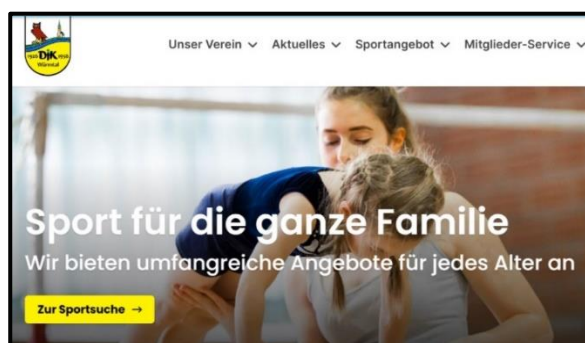 DJK
Unser Verein
Aktuelles
Sportangebot
Mitglieder-Service
Sport für die ganze Familie
Wir bieten umfangreiche Angebote für jedes Alter an
Zur Sportsuche →